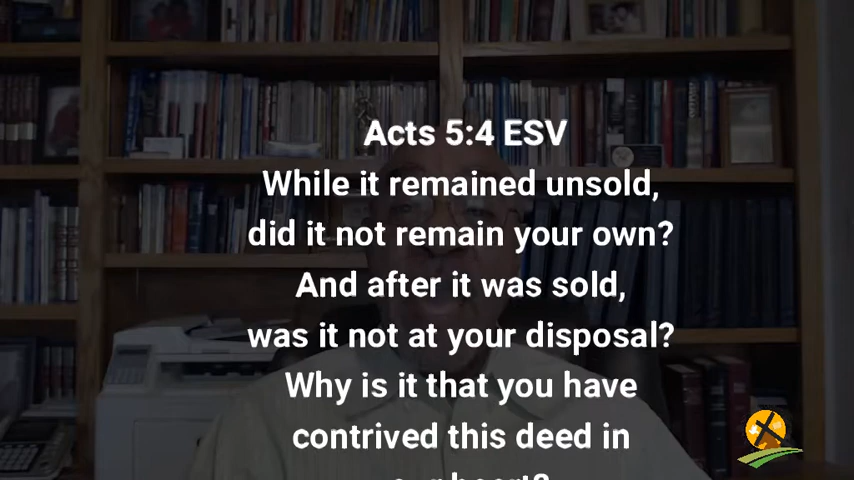 Acts 5:4 ESV
While it remained unsold,
did it not remain your own?
And after it was sold,
was it not at your disposal?
Why is it that you have
contrived this deed in
heart?